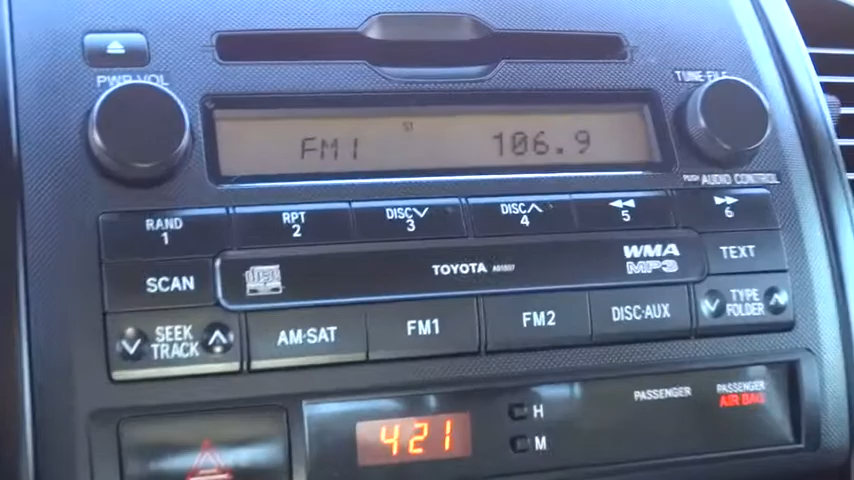 PWR·VOL
TUNE·FILE
ST
FM1 106.9
PUSH AUDIO CONTROL
RAND
1
RPT
2
DISC
3
DISC
4
5
6
SCAN
TOYOTA
WMA
MP3
TEXT
SEEK
TRACK
AM·SAT
FM1
FM2
DISC·AUX
TYPE
FOLDER
4:21
H
M
PASSENGER
PASSENGER
AIR BAG